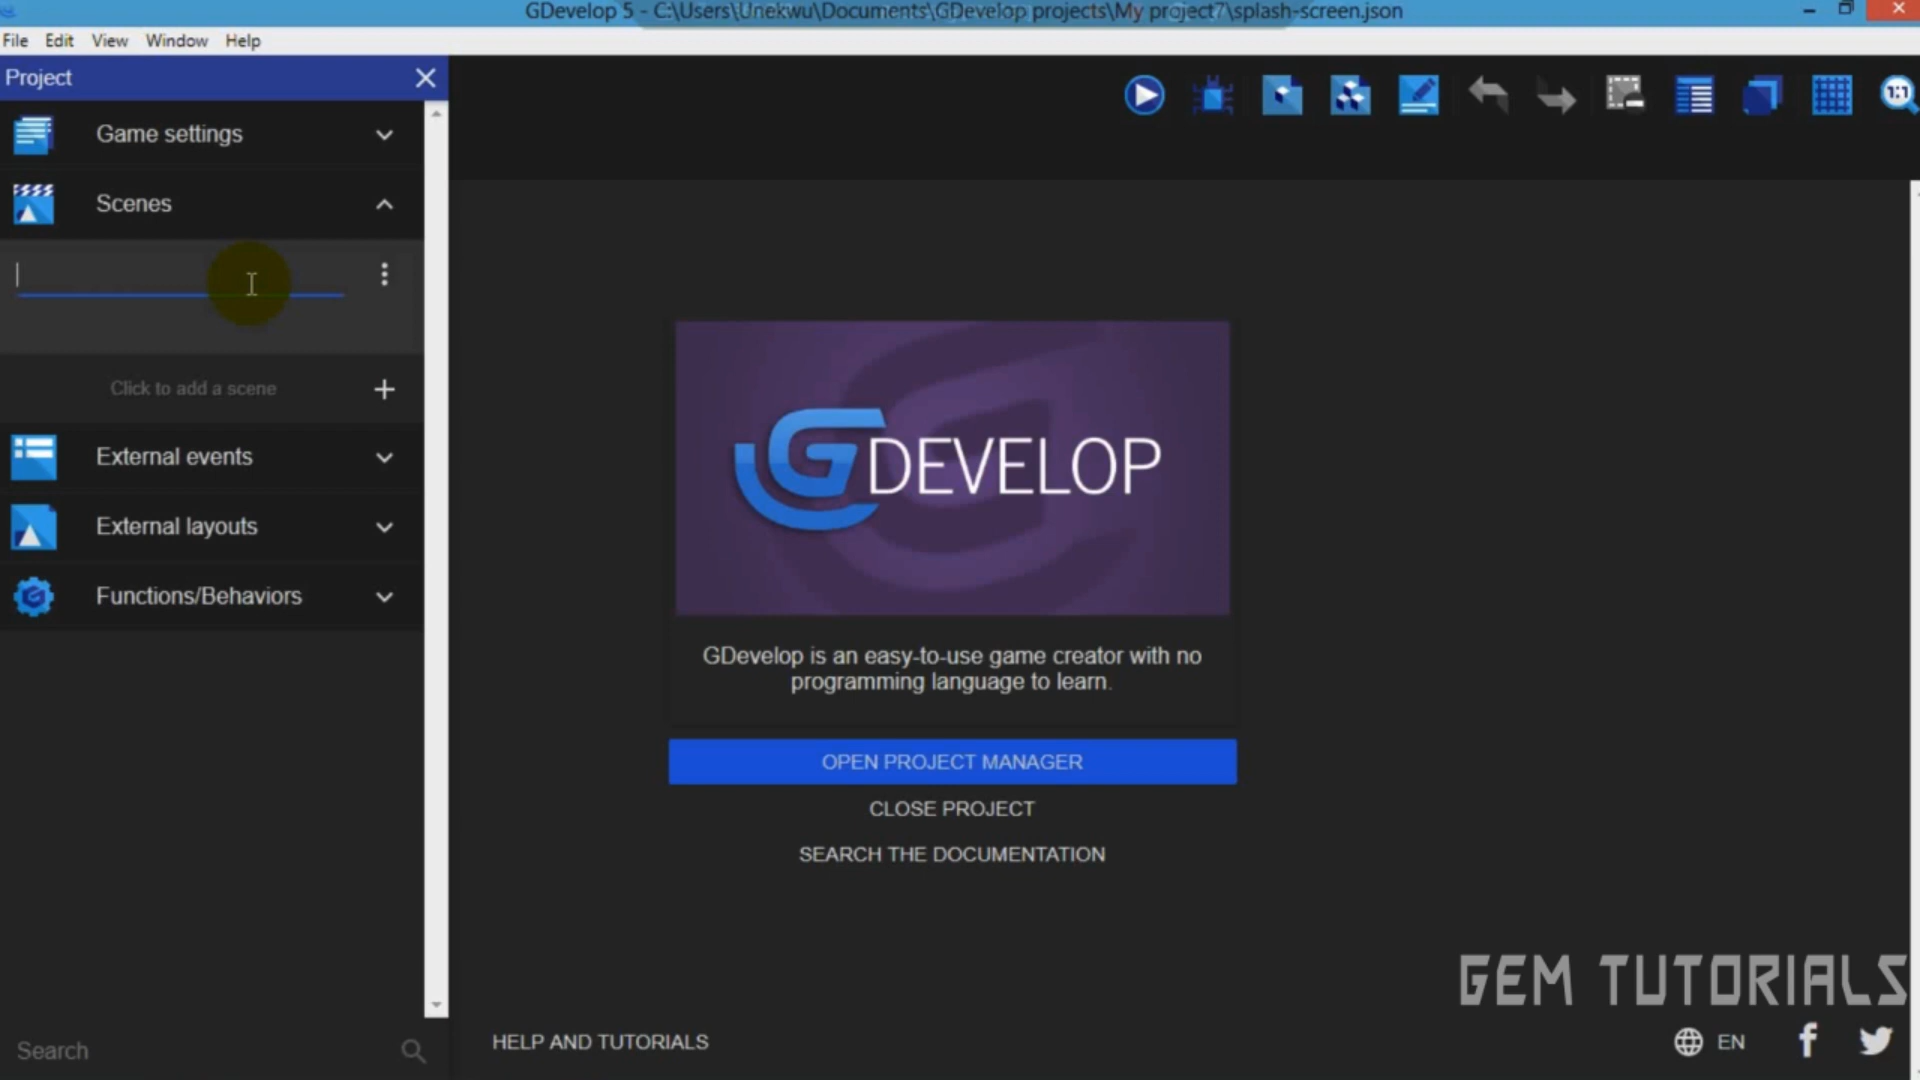 GDevelop 5 - C:\Users\Unekwu\Documents\GDevelop projects\My project7\splash-screen.json
File Edit View Window Help
Project
Game settings
Scenes
Click to add a scene
External events
External layouts
Functions/Behaviors
Search
1:1
GDEVELOP
GDevelop is an easy-to-use game creator with no
programming language to learn.
OPEN PROJECT MANAGER
CLOSE PROJECT
SEARCH THE DOCUMENTATION
GEM TUTORIALS
HELP AND TUTORIALS
EN